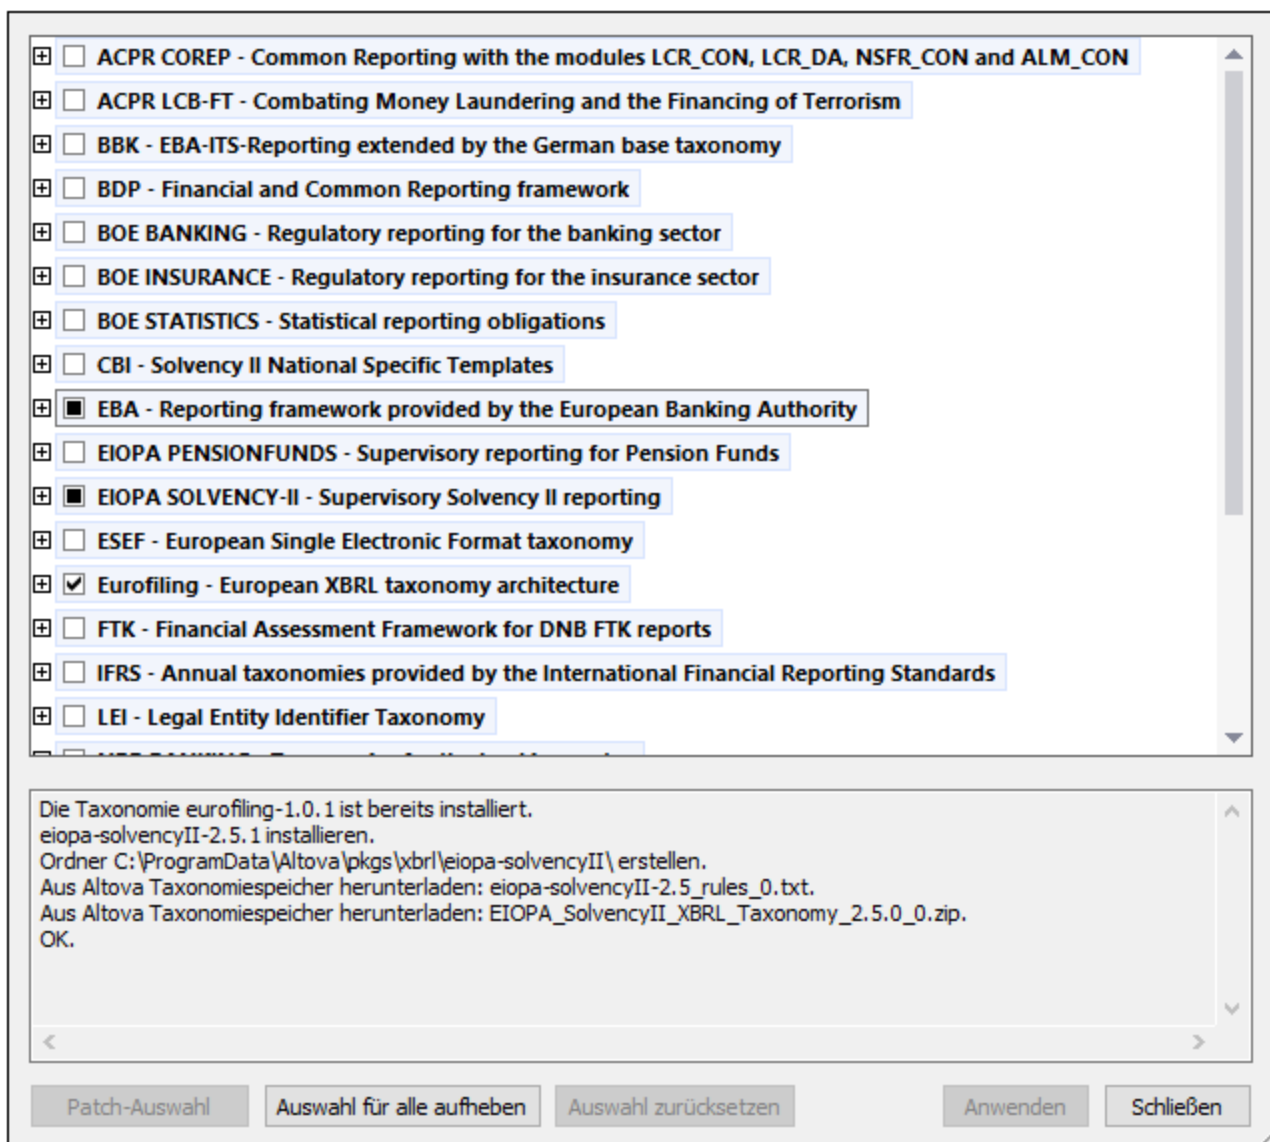 ACPR COREP - Common Reporting with the modules LCR_CON, LCR_DA, NSFR_CON and ALM_CON
ACPR LCB-FT - Combating Money Laundering and the Financing of Terrorism
BBK - EBA-ITS-Reporting extended by the German base taxonomy
BDP - Financial and Common Reporting framework
BOE BANKING - Regulatory reporting for the banking sector
BOE INSURANCE - Regulatory reporting for the insurance sector
BOE STATISTICS - Statistical reporting obligations
CBI - Solvency II National Specific Templates
EBA - Reporting framework provided by the European Banking Authority
EIOPA PENSIONFUNDS - Supervisory reporting for Pension Funds
EIOPA SOLVENCY-II - Supervisory Solvency II reporting
ESEF - European Single Electronic Format taxonomy
Eurofiling - European XBRL taxonomy architecture
FTK - Financial Assessment Framework for DNB FTK reports
IFRS - Annual taxonomies provided by the International Financial Reporting Standards
LEI - Legal Entity Identifier Taxonomy
Die Taxonomie eurofiling-1.0.1 ist bereits installiert.
eiopa-solvencyII-2.5.1 installieren.
Ordner C:\ProgramData\Altova\pkgs\xbrl\eiopa-solvencyII\ erstellen.
Aus Altova Taxonomiespeicher herunterladen: eiopa-solvencyII-2.5_rules_0.txt.
Aus Altova Taxonomiespeicher herunterladen: EIOPA_SolvencyII_XBRL_Taxonomy_2.5.0_0.zip.
OK.
Patch-Auswahl Auswahl für alle aufheben Auswahl zurücksetzen Anwenden Schließen